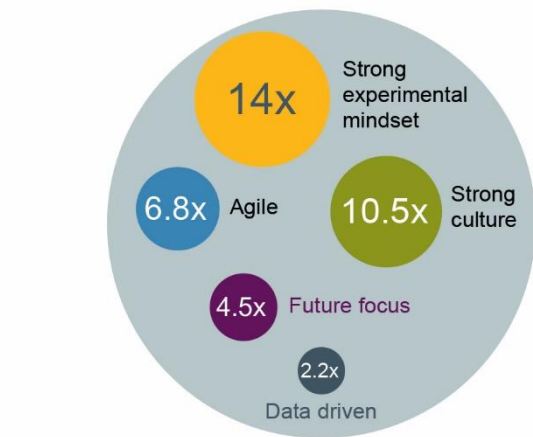 14x
Strong
experimental
mindset
6.8x
Agile
10.5x
Strong
culture
4.5x
Future focus
2.2x
Data driven